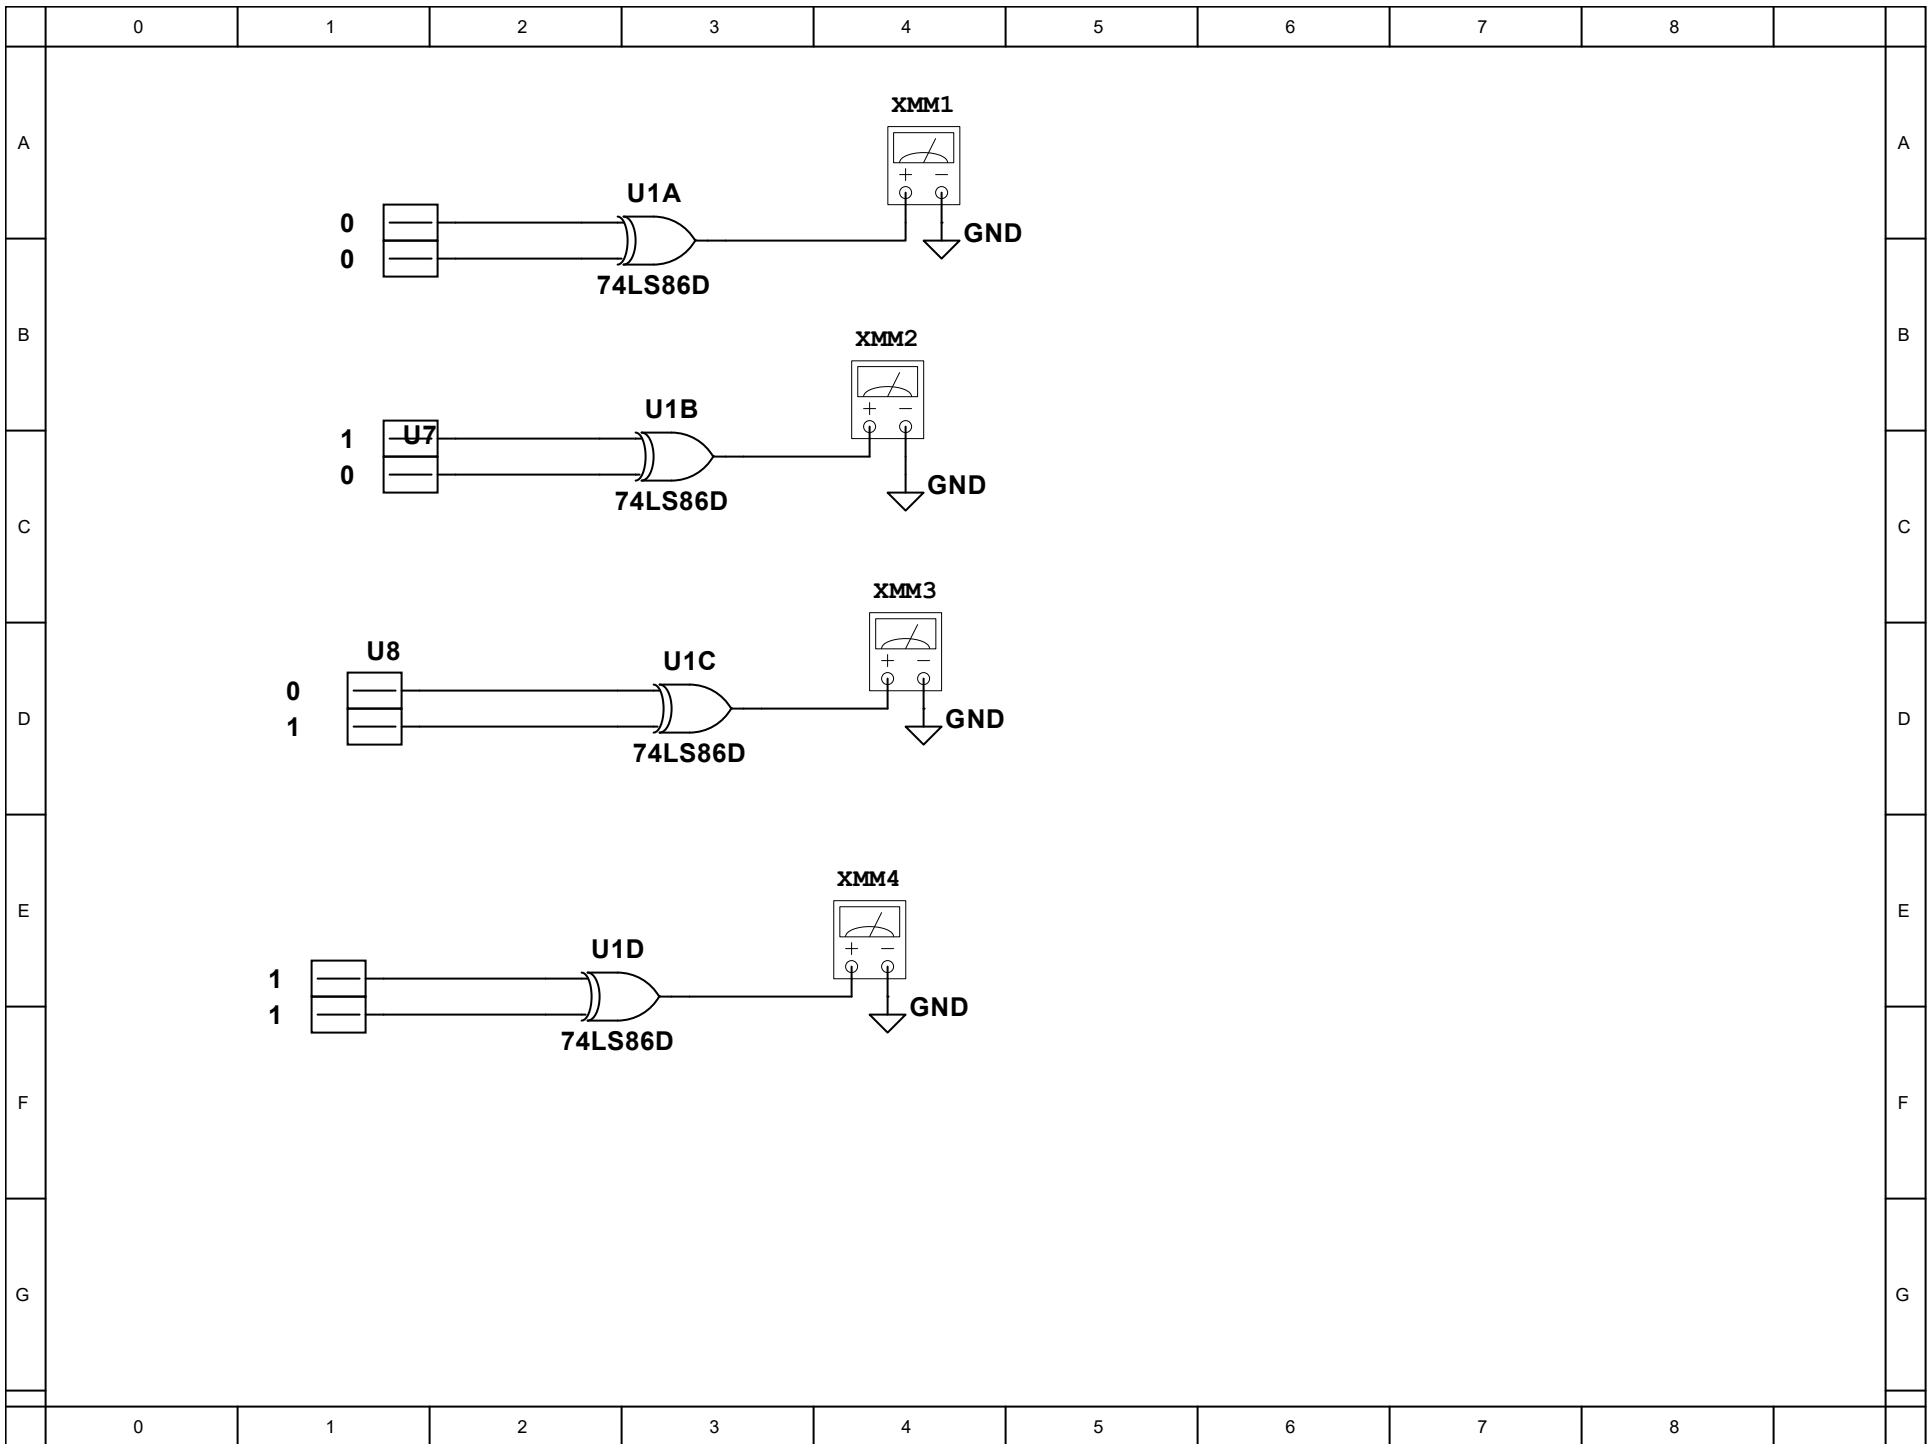 0 1 2 3 4 5 6 7 8
XMM1
A A
+ −
U1A
0
GND
0
74LS86D
B B
XMM2
+ −
U1B
1 U7
0
GND
74LS86D
C C
XMM3
+ −
U8
U1C
0
1
GND
D D
74LS86D
XMM4
E E
+ −
U1D
1
GND
1
74LS86D
F F
G G
0 1 2 3 4 5 6 7 8